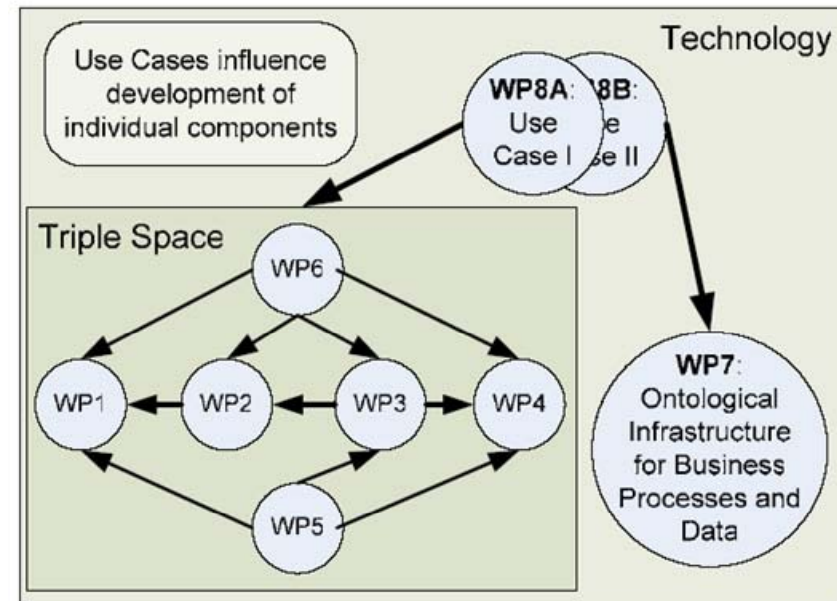 Technology
Use Cases influence
development of
individual components
WP8A:
Use
Case I
8B:
se II
Triple Space
WP6
WP1
WP2
WP3
WP4
WP5
WP7:
Ontological
Infrastructure
for Business
Processes and
Data